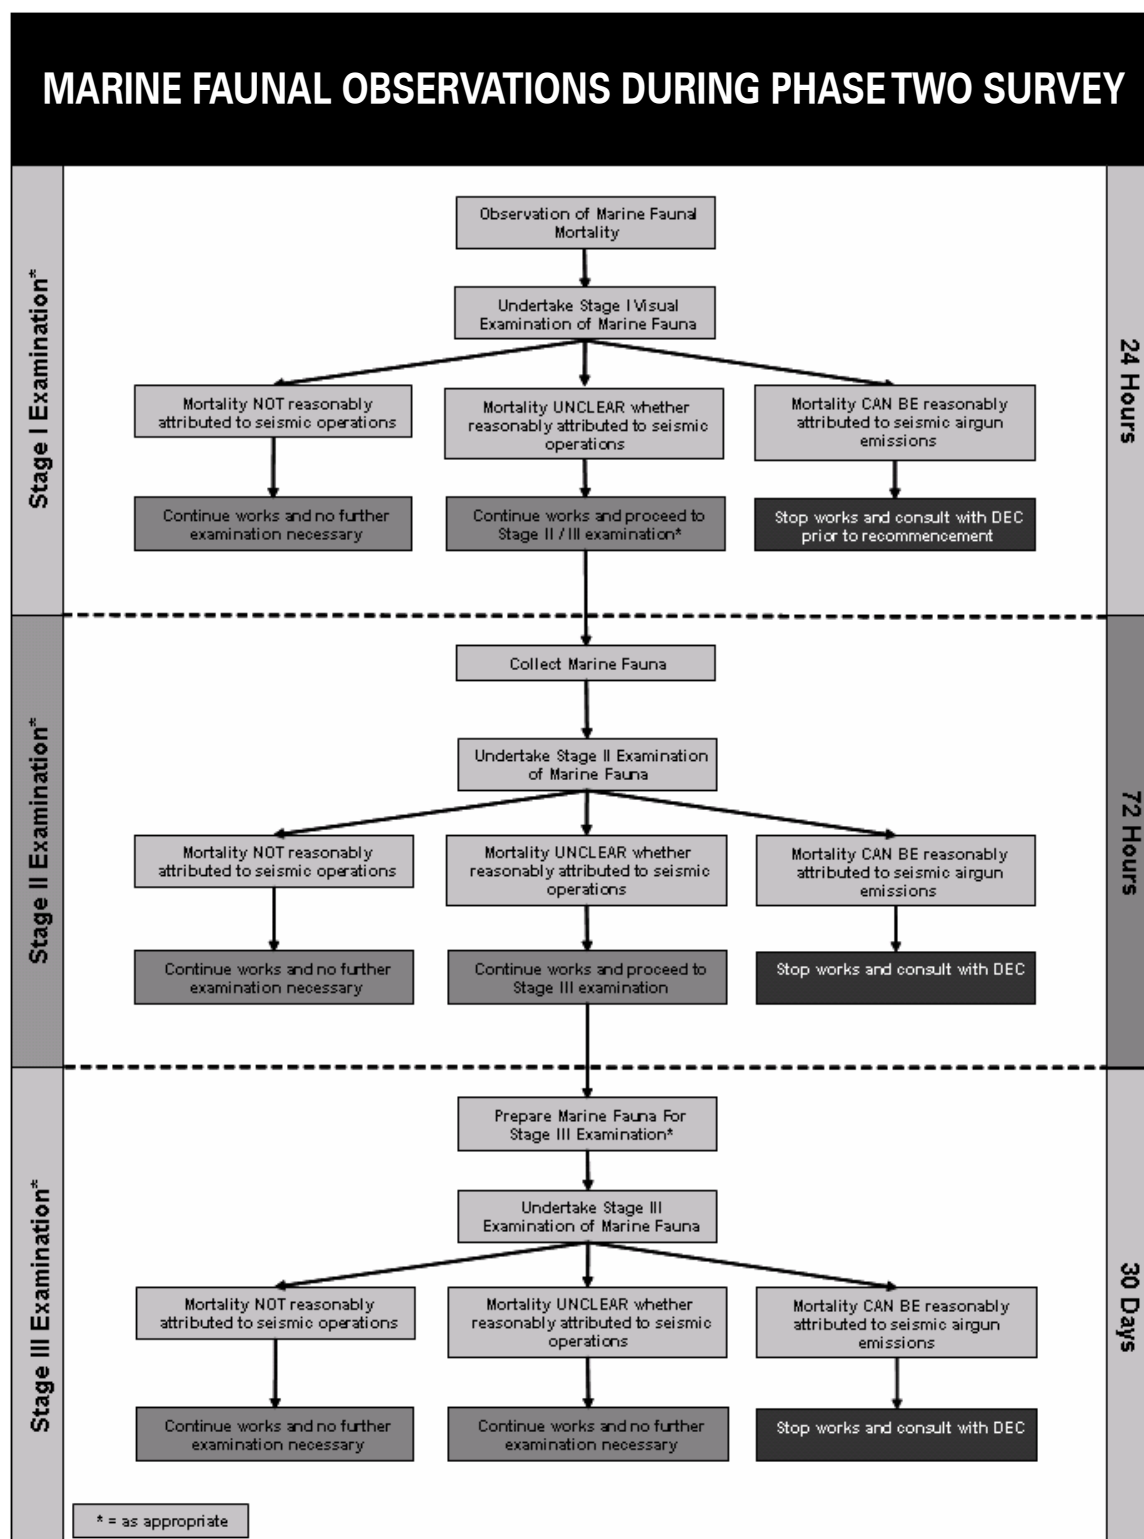 MARINE FAUNAL OBSERVATIONS DURING PHASE TWO SURVEY
Stage I Examination*
24 Hours
Observation of Marine Faunal
Mortality
Undertake Stage I Visual
Examination of Marine Fauna
Mortality NOT reasonably
attributed to seismic operations
Mortality UNCLEAR whether
reasonably attributed to seismic
operations
Mortality CAN BE reasonably
attributed to seismic airgun
emissions
Continue works and no further
examination necessary
Continue works and proceed to
Stage II / III examination*
Stop works and consult with DEC
prior to recommencement
Stage II Examination*
72 Hours
Collect Marine Fauna
Undertake Stage II Examination
of Marine Fauna
Mortality NOT reasonably
attributed to seismic operations
Mortality UNCLEAR whether
reasonably attributed to seismic
operations
Mortality CAN BE reasonably
attributed to seismic airgun
emissions
Continue works and no further
examination necessary
Continue works and proceed to
Stage III examination
Stop works and consult with DEC
Stage III Examination*
30 Days
Prepare Marine Fauna For
Stage III Examination*
Undertake Stage III
Examination of Marine Fauna
Mortality NOT reasonably
attributed to seismic operations
Mortality UNCLEAR whether
reasonably attributed to seismic
operations
Mortality CAN BE reasonably
attributed to seismic airgun
emissions
Continue works and no further
examination necessary
Continue works and no further
examination necessary
Stop works and consult with DEC
* = as appropriate